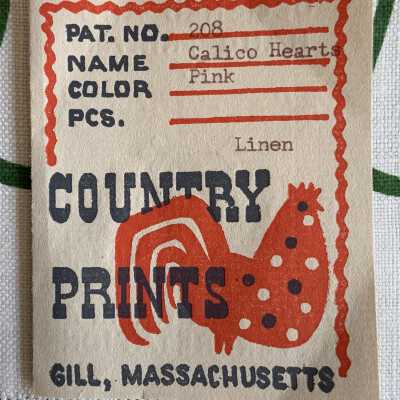 PAT. NO. 208
NAME Calico Hearts
COLOR Pink
PCS.
Linen
COUNTRY
PRINTS
GILL, MASSACHUSETTS